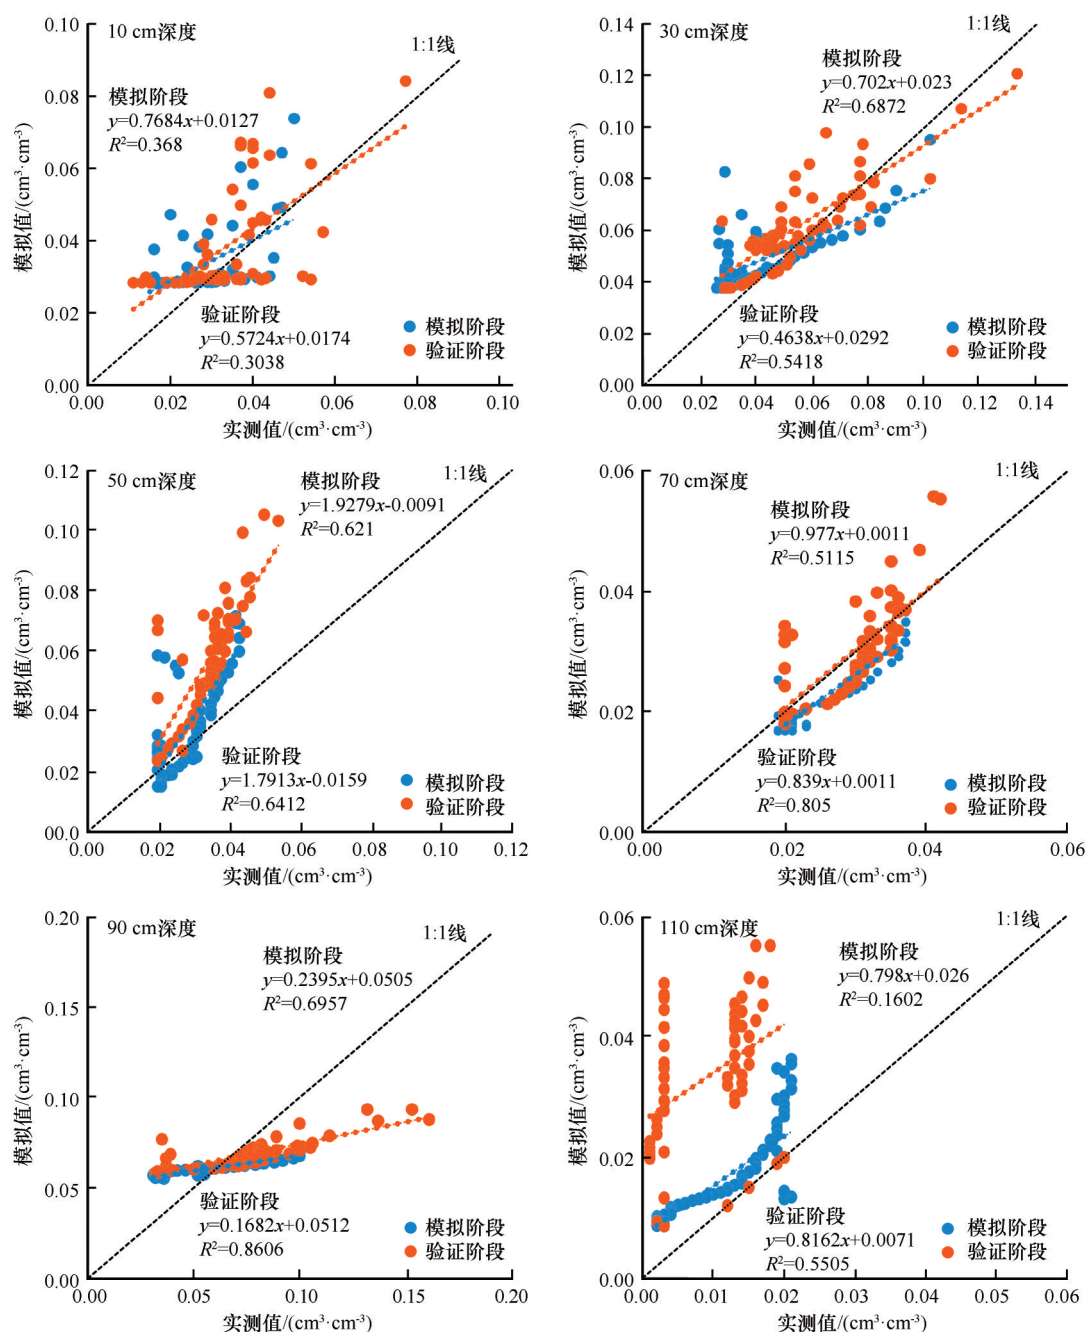 10 cm深度
1:1线
模拟阶段
y=0.7684x+0.0127
R²=0.368
验证阶段
y=0.5724x+0.0174
R²=0.3038
模拟阶段
验证阶段
模拟值/(cm³·cm⁻³)
0.10
0.08
0.06
0.04
0.02
0.00
0.00 0.02 0.04 0.06 0.08 0.10
实测值/(cm³·cm⁻³)
30 cm深度
1:1线
模拟阶段
y=0.702x+0.023
R²=0.6872
验证阶段
y=0.4638x+0.0292
R²=0.5418
模拟阶段
验证阶段
模拟值/(cm³·cm⁻³)
0.14
0.12
0.10
0.08
0.06
0.04
0.02
0.00
0.00 0.02 0.04 0.06 0.08 0.10 0.12 0.14
实测值/(cm³·cm⁻³)
50 cm深度
1:1线
模拟阶段
y=1.9279x-0.0091
R²=0.621
验证阶段
y=1.7913x-0.0159
R²=0.6412
模拟阶段
验证阶段
模拟值/(cm³·cm⁻³)
0.12
0.10
0.08
0.06
0.04
0.02
00.0
0.00 0.02 0.04 0.06 0.08 0.10 0.12
实测值/(cm³·cm⁻³)
70 cm深度
1:1线
模拟阶段
y=0.977x+0.0011
R²=0.5115
验证阶段
y=0.839x+0.0011
R²=0.805
模拟阶段
验证阶段
模拟值/(cm³·cm⁻³)
0.06
0.04
0.02
0.00
0.00 0.02 0.04 0.06
实测值/(cm³·cm⁻³)
90 cm深度
1:1线
模拟阶段
y=0.2395x+0.0505
R²=0.6957
验证阶段
y=0.1682x+0.0512
R²=0.8606
模拟阶段
验证阶段
模拟值/(cm³·cm⁻³)
0.20
0.15
0.10
0.05
0.00
0.00 0.05 0.10 0.15 0.20
实测值/(cm³·cm⁻³)
110 cm深度
1:1线
模拟阶段
y=0.798x+0.026
R²=0.1602
验证阶段
y=0.8162x+0.0071
R²=0.5505
模拟阶段
验证阶段
模拟值/(cm³·cm⁻³)
0.06
0.04
0.02
0.00
0.00 0.01 0.02 0.03 0.04 0.05 0.06
实测值/(cm³·cm⁻³)